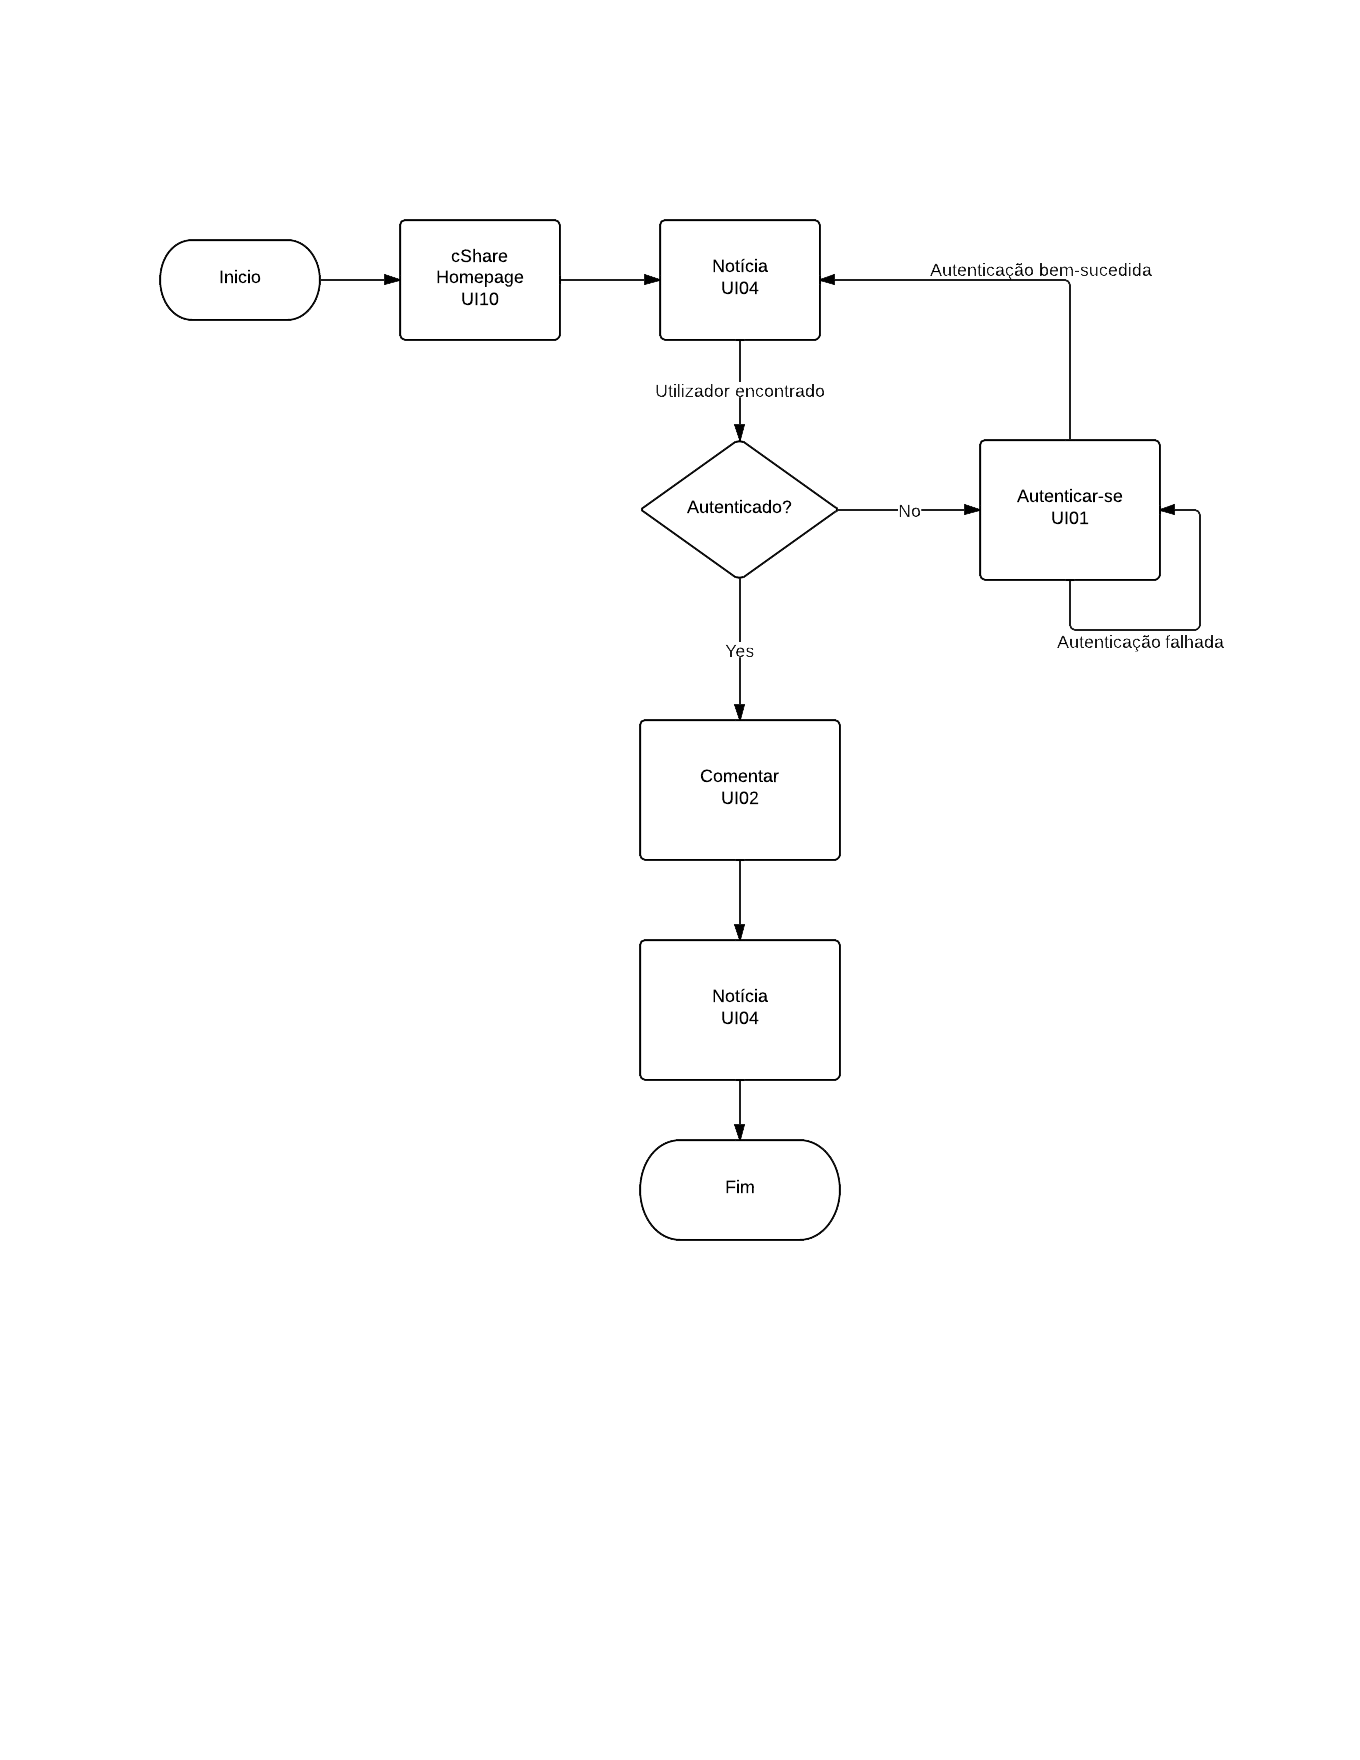 Inicio
cShare
Homepage
UI10
Notícia
UI04
Autenticação bem-sucedida
Utilizador encontrado
Autenticado?
No
Autenticar-se
UI01
Autenticação falhada
Yes
Comentar
UI02
Notícia
UI04
Fim